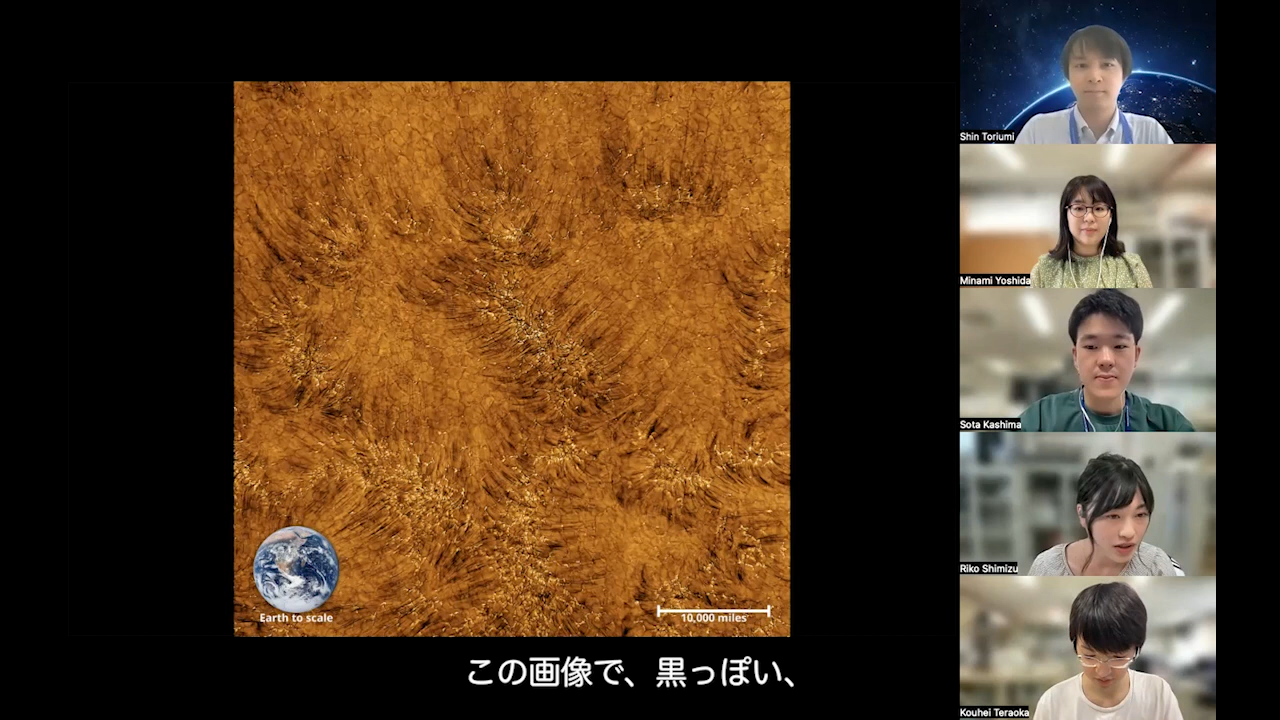 Shin Toriumi
Minami Yoshida
Sota Kashima
Riko Shimizu
Kouhei Teraoka
Earth to scale
10,000 miles
この画像で、黒っぽい、